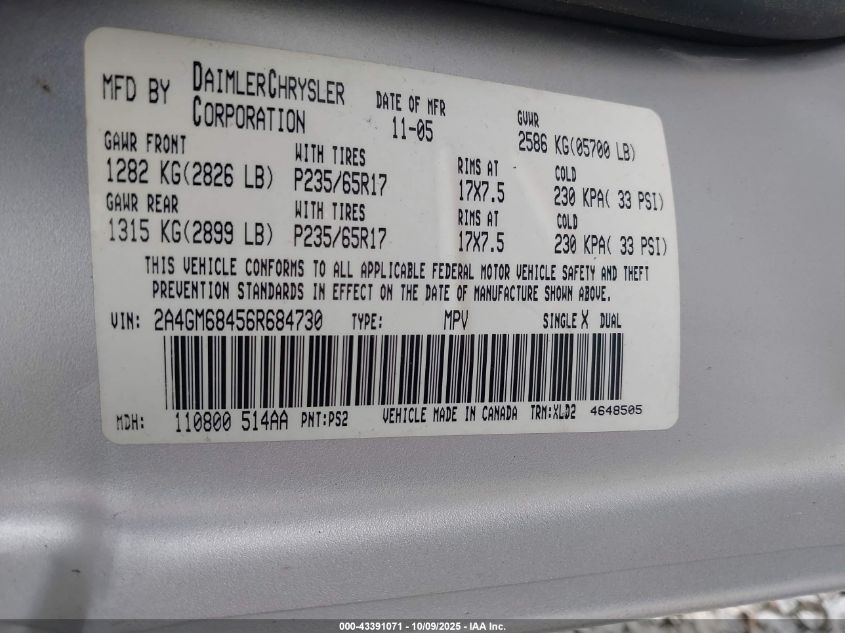 MFD BY DAIMLERCHRYSLER CORPORATION
DATE OF MFR 11-05
GVWR 2586 KG(05700 LB)
GAWR FRONT WITH TIRES RIMS AT COLD
1282 KG(2826 LB) P235/65R17 17X7.5 230 KPA( 33 PSI)
GAWR REAR WITH TIRES RIMS AT COLD
1315 KG(2899 LB) P235/65R17 17X7.5 230 KPA( 33 PSI)
THIS VEHICLE CONFORMS TO ALL APPLICABLE FEDERAL MOTOR VEHICLE SAFETY AND THEFT
PREVENTION STANDARDS IN EFFECT ON THE DATE OF MANUFACTURE SHOWN ABOVE.
VIN: 2A4GM68456R684730 TYPE: MPV SINGLE X DUAL
MDH: 110800 514AA PNT:PS2 VEHICLE MADE IN CANADA TRN:XLD2 4648505
000-43391071 - 10/09/2025 - IAA Inc.